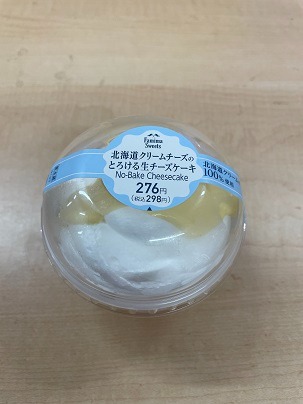 Famima
Sweets
北海道クリームチーズの
とろける生チーズケーキ
No-Bake Cheesecake
276円
(税込298円)
北海道クリーム
100%使用